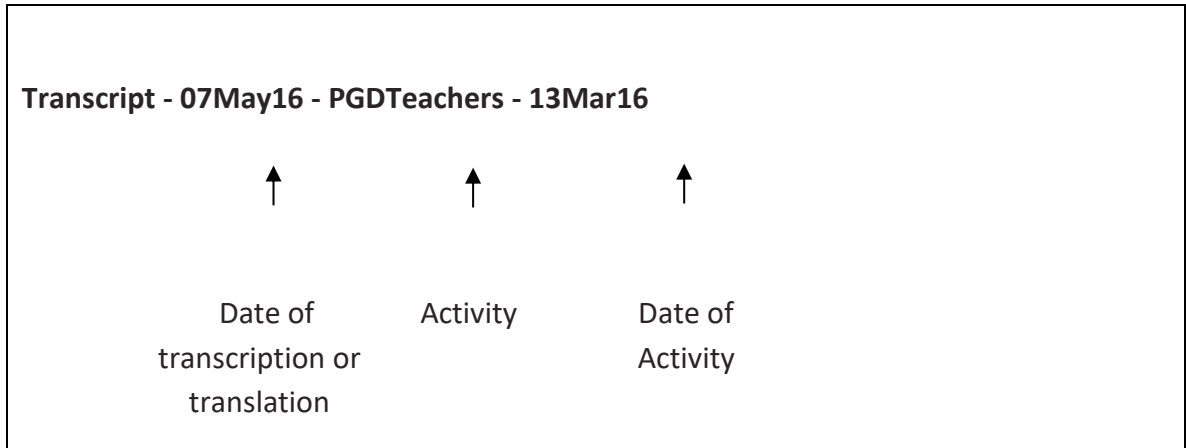 Transcript - 07May16 - PGDTeachers - 13Mar16
Date of
transcription or
translation
Activity
Date of
Activity